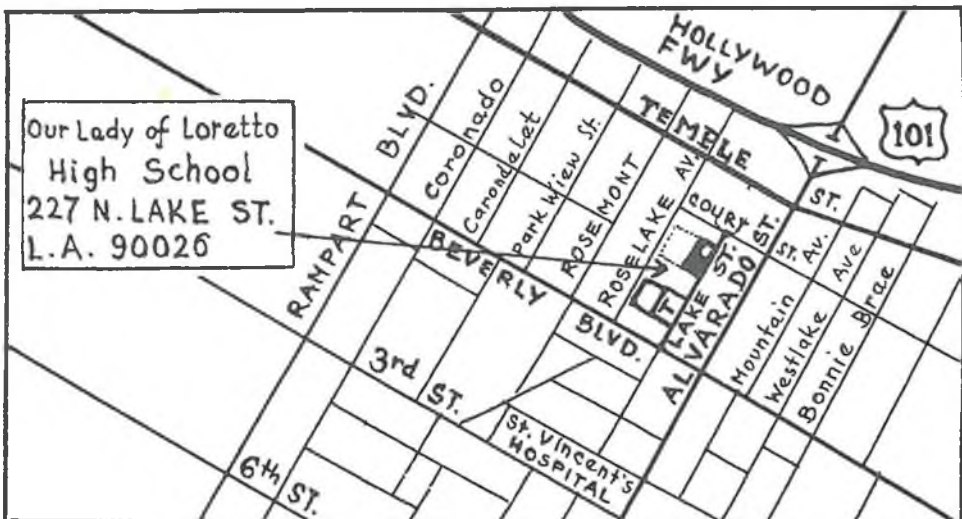 Our Lady of Loretto
High School
227 N. LAKE ST.
L.A. 90026
HOLLYWOOD
FWY
101
TEMPLE
ST.
RAMPART BLVD.
Coronado
Carondelet
Park View St.
ROSEMONT
ROSELAKE AV.
COURT
ST.
LAKE ST.
ALVARADO ST.
Mountain Av.
Westlake Ave
Bonnie Brae
BEVERLY
BLVD.
3rd
ST.
6th
ST.
St. Vincent's
HOSPITAL